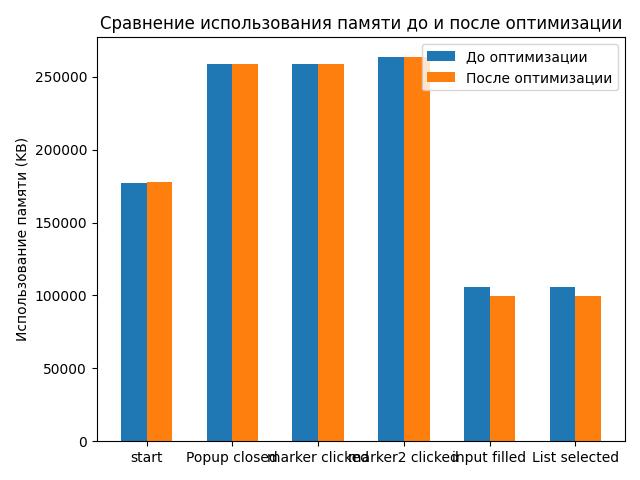 Сравнение использования памяти до и после оптимизации
До оптимизации
После оптимизации
Использование памяти (KB)
250000
200000
150000
100000
50000
0
start
Popup closed
marker clicked
marker2 clicked
input filled
List selected